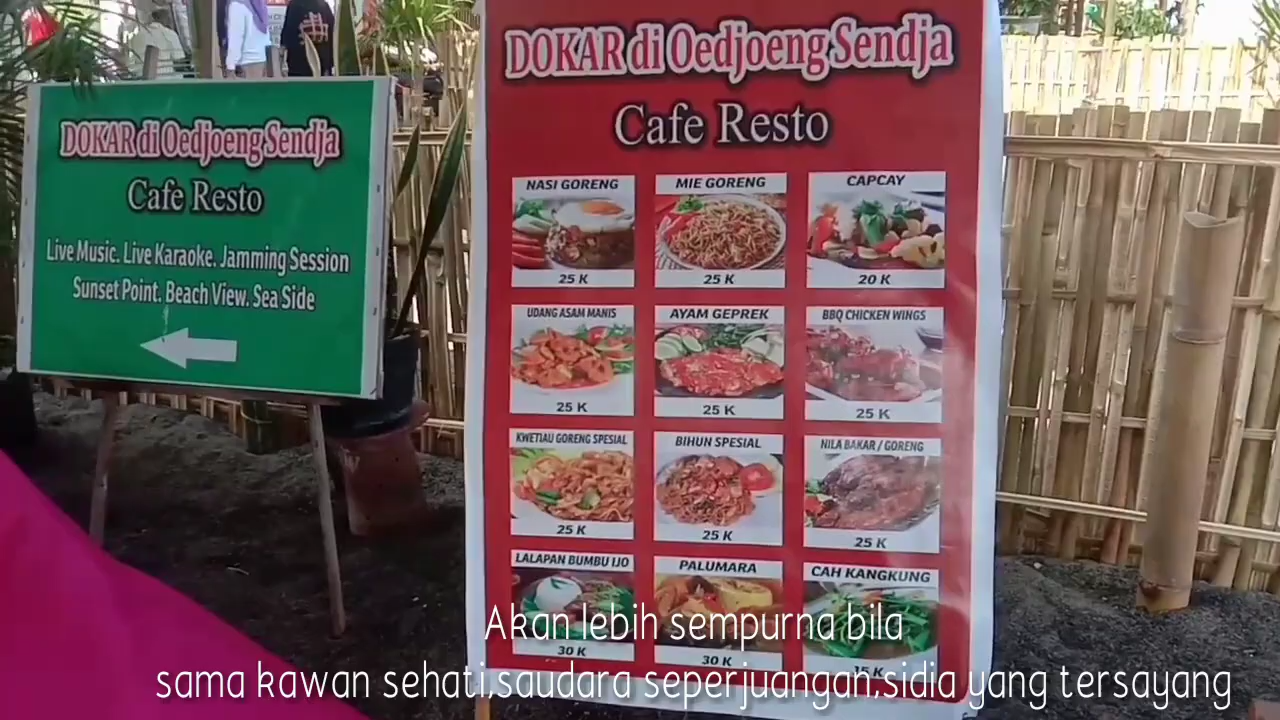 DOKAR di Oedjoeng Sendja
Cafe Resto
Live Music. Live Karaoke. Jamming Session
Sunset Point. Beach View. Sea Side
DOKAR di Oedjoeng Sendja
Cafe Resto
NASI GORENG
25 K
MIE GORENG
25 K
CAPCAY
20 K
UDANG ASAM MANIS
25 K
AYAM GEPREK
25 K
BBQ CHICKEN WINGS
25 K
KWETIAU GORENG SPESIAL
25 K
BIHUN SPESIAL
25 K
NILA BAKAR / GORENG
25 K
LALAPAN BUMBU IJO
30 K
PALUMARA
30 K
CAH KANGKUNG
15 K
Akan lebih sempurna bila
sama kawan sehati,saudara seperjuangan,sidia yang tersayang